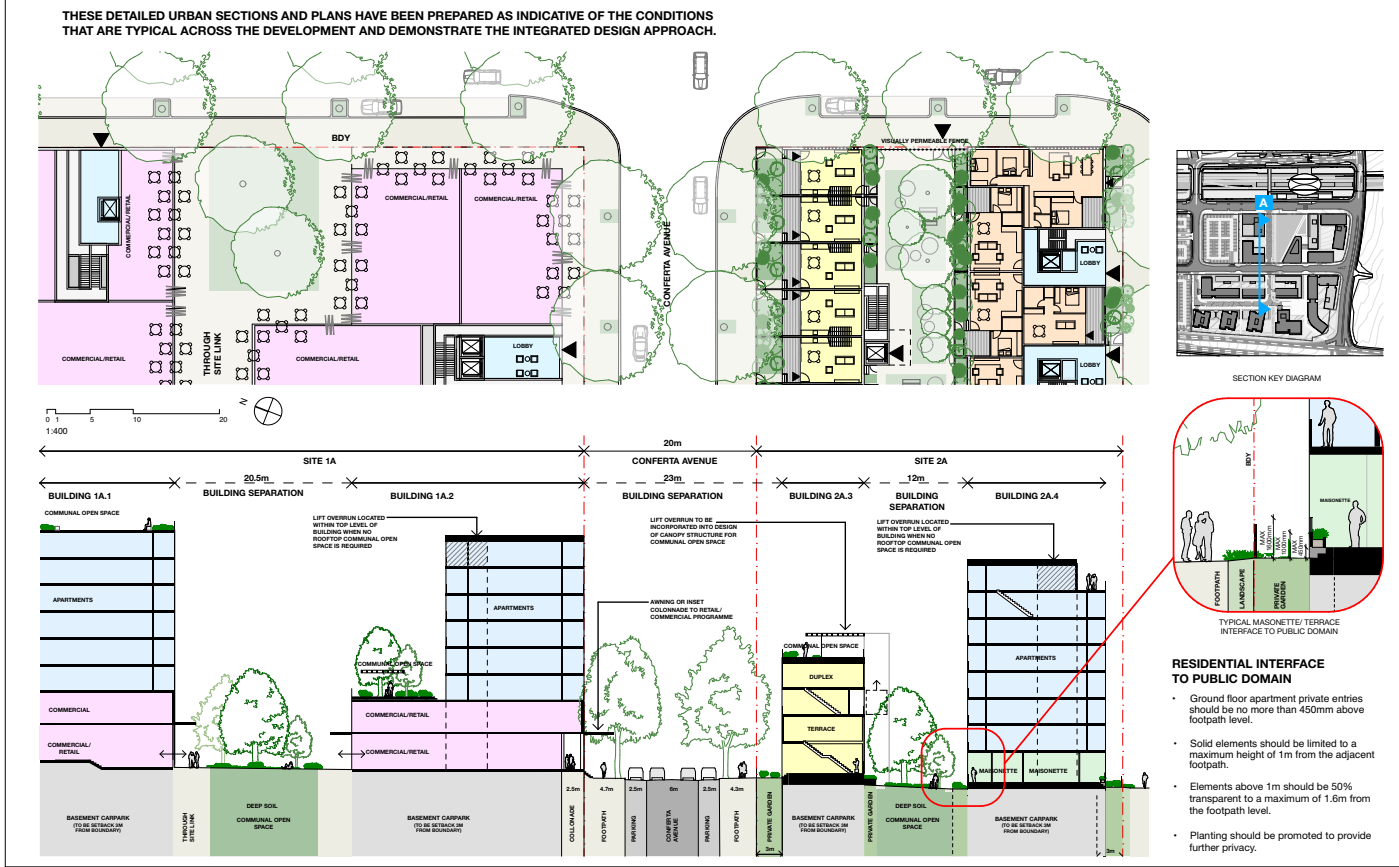 THESE DETAILED URBAN SECTIONS AND PLANS HAVE BEEN PREPARED AS INDICATIVE OF THE CONDITIONS
THAT ARE TYPICAL ACROSS THE DEVELOPMENT AND DEMONSTRATE THE INTEGRATED DESIGN APPROACH.
BDY
VISUALLY PERMEABLE FENCE
COMMERCIAL/RETAIL
COMMERCIAL/RETAIL
COMMERCIAL/RETAIL
CONFERTA AVENUE
LOBBY
A
COMMERCIAL/RETAIL
THROUGH
SITE LINK
COMMERCIAL/RETAIL
LOBBY
LOBBY
SECTION KEY DIAGRAM
N
0 1 5 10 20
1:400
20m
SITE 1A
CONFERTA AVENUE
SITE 2A
20.5m
23m
12m
BUILDING 1A.1
BUILDING SEPARATION
BUILDING 1A.2
BUILDING SEPARATION
BUILDING 2A.3
BUILDING
SEPARATION
BUILDING 2A.4
COMMUNAL OPEN SPACE
LIFT OVERRUN LOCATED
WITHIN TOP LEVEL OF
BUILDING WHEN NO
ROOFTOP COMMUNAL OPEN
SPACE IS REQUIRED
LIFT OVERRUN TO BE
INCORPORATED INTO DESIGN
OF CANOPY STRUCTURE FOR
COMMUNAL OPEN SPACE
LIFT OVERRUN LOCATED
WITHIN TOP LEVEL OF
BUILDING WHEN NO
ROOFTOP COMMUNAL OPEN
SPACE IS REQUIRED
APARTMENTS
APARTMENTS
AWNING OR INSET
COLONNADE TO RETAIL/
COMMERCIAL PROGRAMME
COMMUNAL OPEN SPACE
COMMUNAL OPEN SPACE
APARTMENTS
DUPLEX
TERRACE
COMMERCIAL
COMMERCIAL/
RETAIL
COMMERCIAL/RETAIL
COMMERCIAL/RETAIL
MAISONETTE
MAISONETTE
2.5m
4.7m
2.5m
6m
2.5m
4.3m
BASEMENT CARPARK
(TO BE SETBACK 3M
FROM BOUNDARY)
THROUGH
SITE LINK
DEEP SOIL
COMMUNAL OPEN
SPACE
BASEMENT CARPARK
(TO BE SETBACK 3M
FROM BOUNDARY)
COLLONADE
FOOTPATH
PARKING
CONFERTA
AVENUE
PARKING
FOOTPATH
PRIVATE GARDEN
3m
BASEMENT CARPARK
(TO BE SETBACK 3M
FROM BOUNDARY)
PRIVATE GARDEN
DEEP SOIL
COMMUNAL OPEN
SPACE
BASEMENT CARPARK
(TO BE SETBACK 3M
FROM BOUNDARY)
3m
BDY
MAISONETTE
MAX
1600mm
MAX
1000mm
MAX
450mm
FOOTPATH
LANDSCAPE
PRIVATE
GARDEN
TYPICAL MASONETTE/ TERRACE
INTERFACE TO PUBLIC DOMAIN
RESIDENTIAL INTERFACE
TO PUBLIC DOMAIN
• Ground floor apartment private entries
should be no more than 450mm above
footpath level.
• Solid elements should be limited to a
maximum height of 1m from the adjacent
footpath.
• Elements above 1m should be 50%
transparent to a maximum of 1.6m from
the footpath level.
• Planting should be promoted to provide
further privacy.